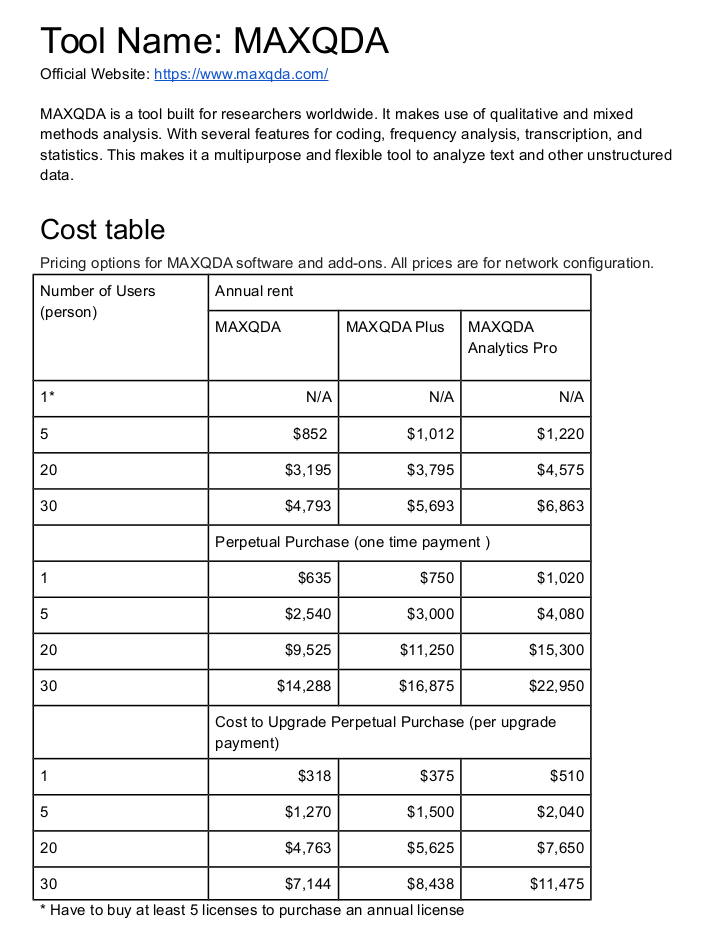 Tool Name: MAXQDA
Official Website: https://www.maxqda.com/
MAXQDA is a tool built for researchers worldwide. It makes use of qualitative and mixed
methods analysis. With several features for coding, frequency analysis, transcription, and
statistics. This makes it a multipurpose and flexible tool to analyze text and other unstructured
data.
Cost table
Pricing options for MAXQDA software and add-ons. All prices are for network configuration.
Number of Users
(person)
Annual rent
MAXQDA MAXQDA Plus MAXQDA
Analytics Pro
1* N/A N/A N/A
5 $852 $1,012 $1,220
20 $3,195 $3,795 $4,575
30 $4,793 $5,693 $6,863
Perpetual Purchase (one time payment )
1 $635 $750 $1,020
5 $2,540 $3,000 $4,080
20 $9,525 $11,250 $15,300
30 $14,288 $16,875 $22,950
Cost to Upgrade Perpetual Purchase (per upgrade
payment)
1 $318 $375 $510
5 $1,270 $1,500 $2,040
20 $4,763 $5,625 $7,650
30 $7,144 $8,438 $11,475
* Have to buy at least 5 licenses to purchase an annual license